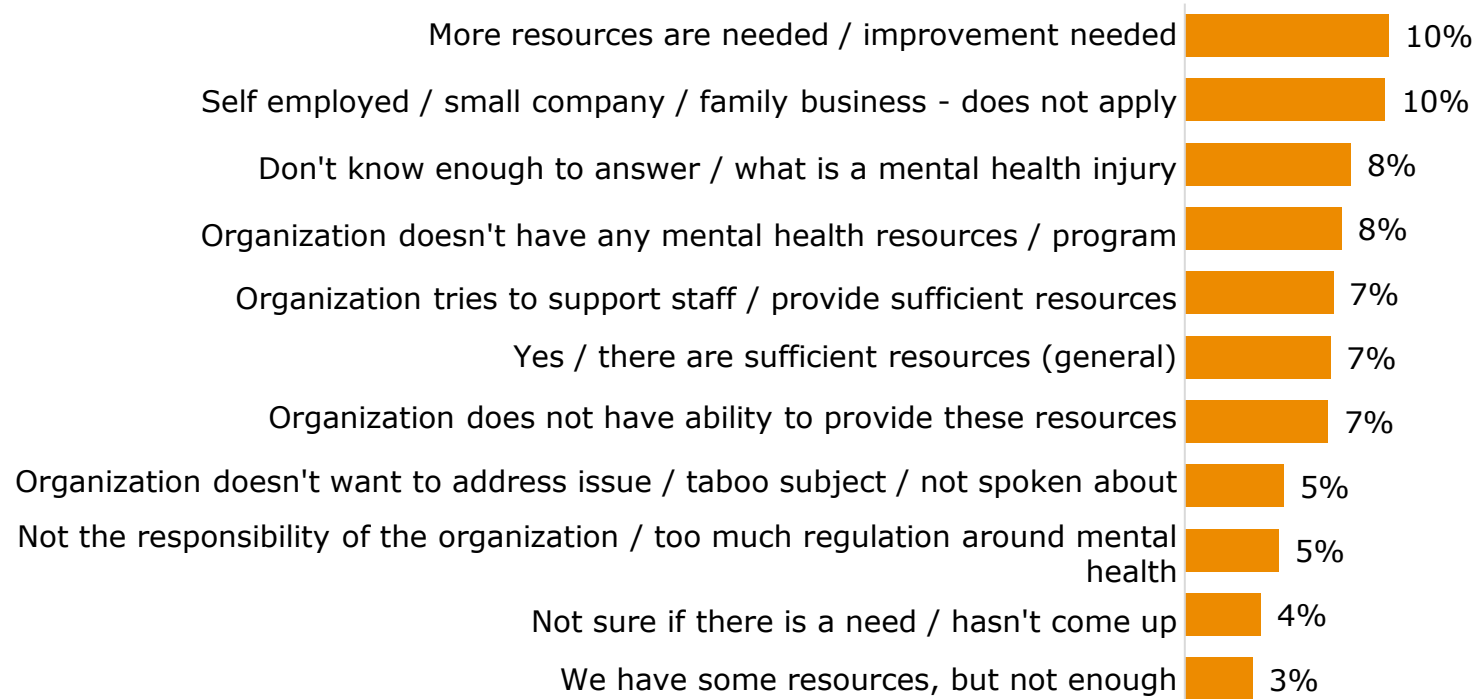 More resources are needed / improvement needed 10%
Self employed / small company / family business - does not apply 10%
Don't know enough to answer / what is a mental health injury 8%
Organization doesn't have any mental health resources / program 8%
Organization tries to support staff / provide sufficient resources 7%
Yes / there are sufficient resources (general) 7%
Organization does not have ability to provide these resources 7%
Organization doesn't want to address issue / taboo subject / not spoken about 5%
Not the responsibility of the organization / too much regulation around mental
health 5%
Not sure if there is a need / hasn't come up 4%
We have some resources, but not enough 3%